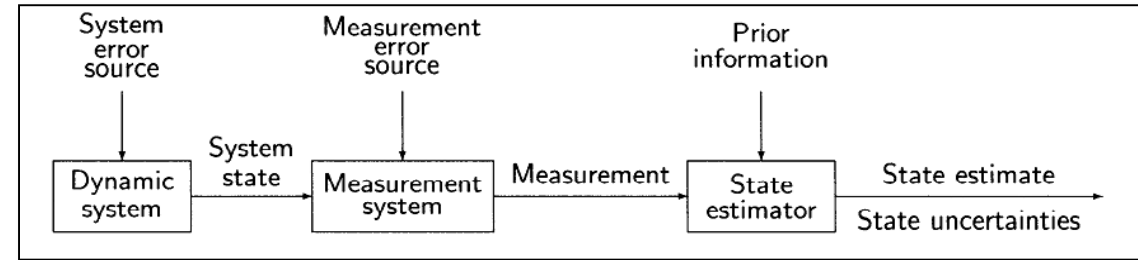 System
error
source
Measurement
error
source
Prior
information
System
state
Dynamic
system
Measurement
system
Measurement
State
estimator
State estimate
State uncertainties